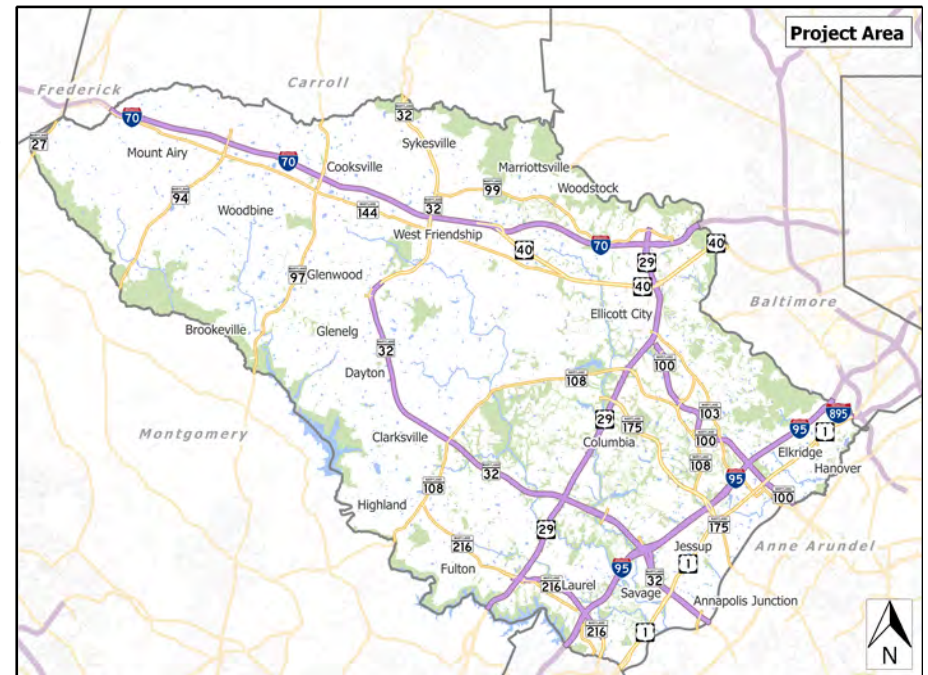 Project Area
Frederick
Carroll
70
32
27
Mount Airy
70
Cooksville
Sykesville
Marriottsville
99
Woodstock
94
Woodbine
144
32
West Friendship
40
70
40
29
Glenwood
97
40
Baltimore
Ellicott City
Brookeville
Glenelg
32
Dayton
108
100
Montgomery
29
175
103
95
895
1
Columbia
100
Elkridge
Clarksville
108
Hanover
32
95
108
100
Highland
29
175
216
Jessup
Anne Arundel
Fulton
95
1
32
216
Laurel
Savage
Annapolis Junction
216
1
N